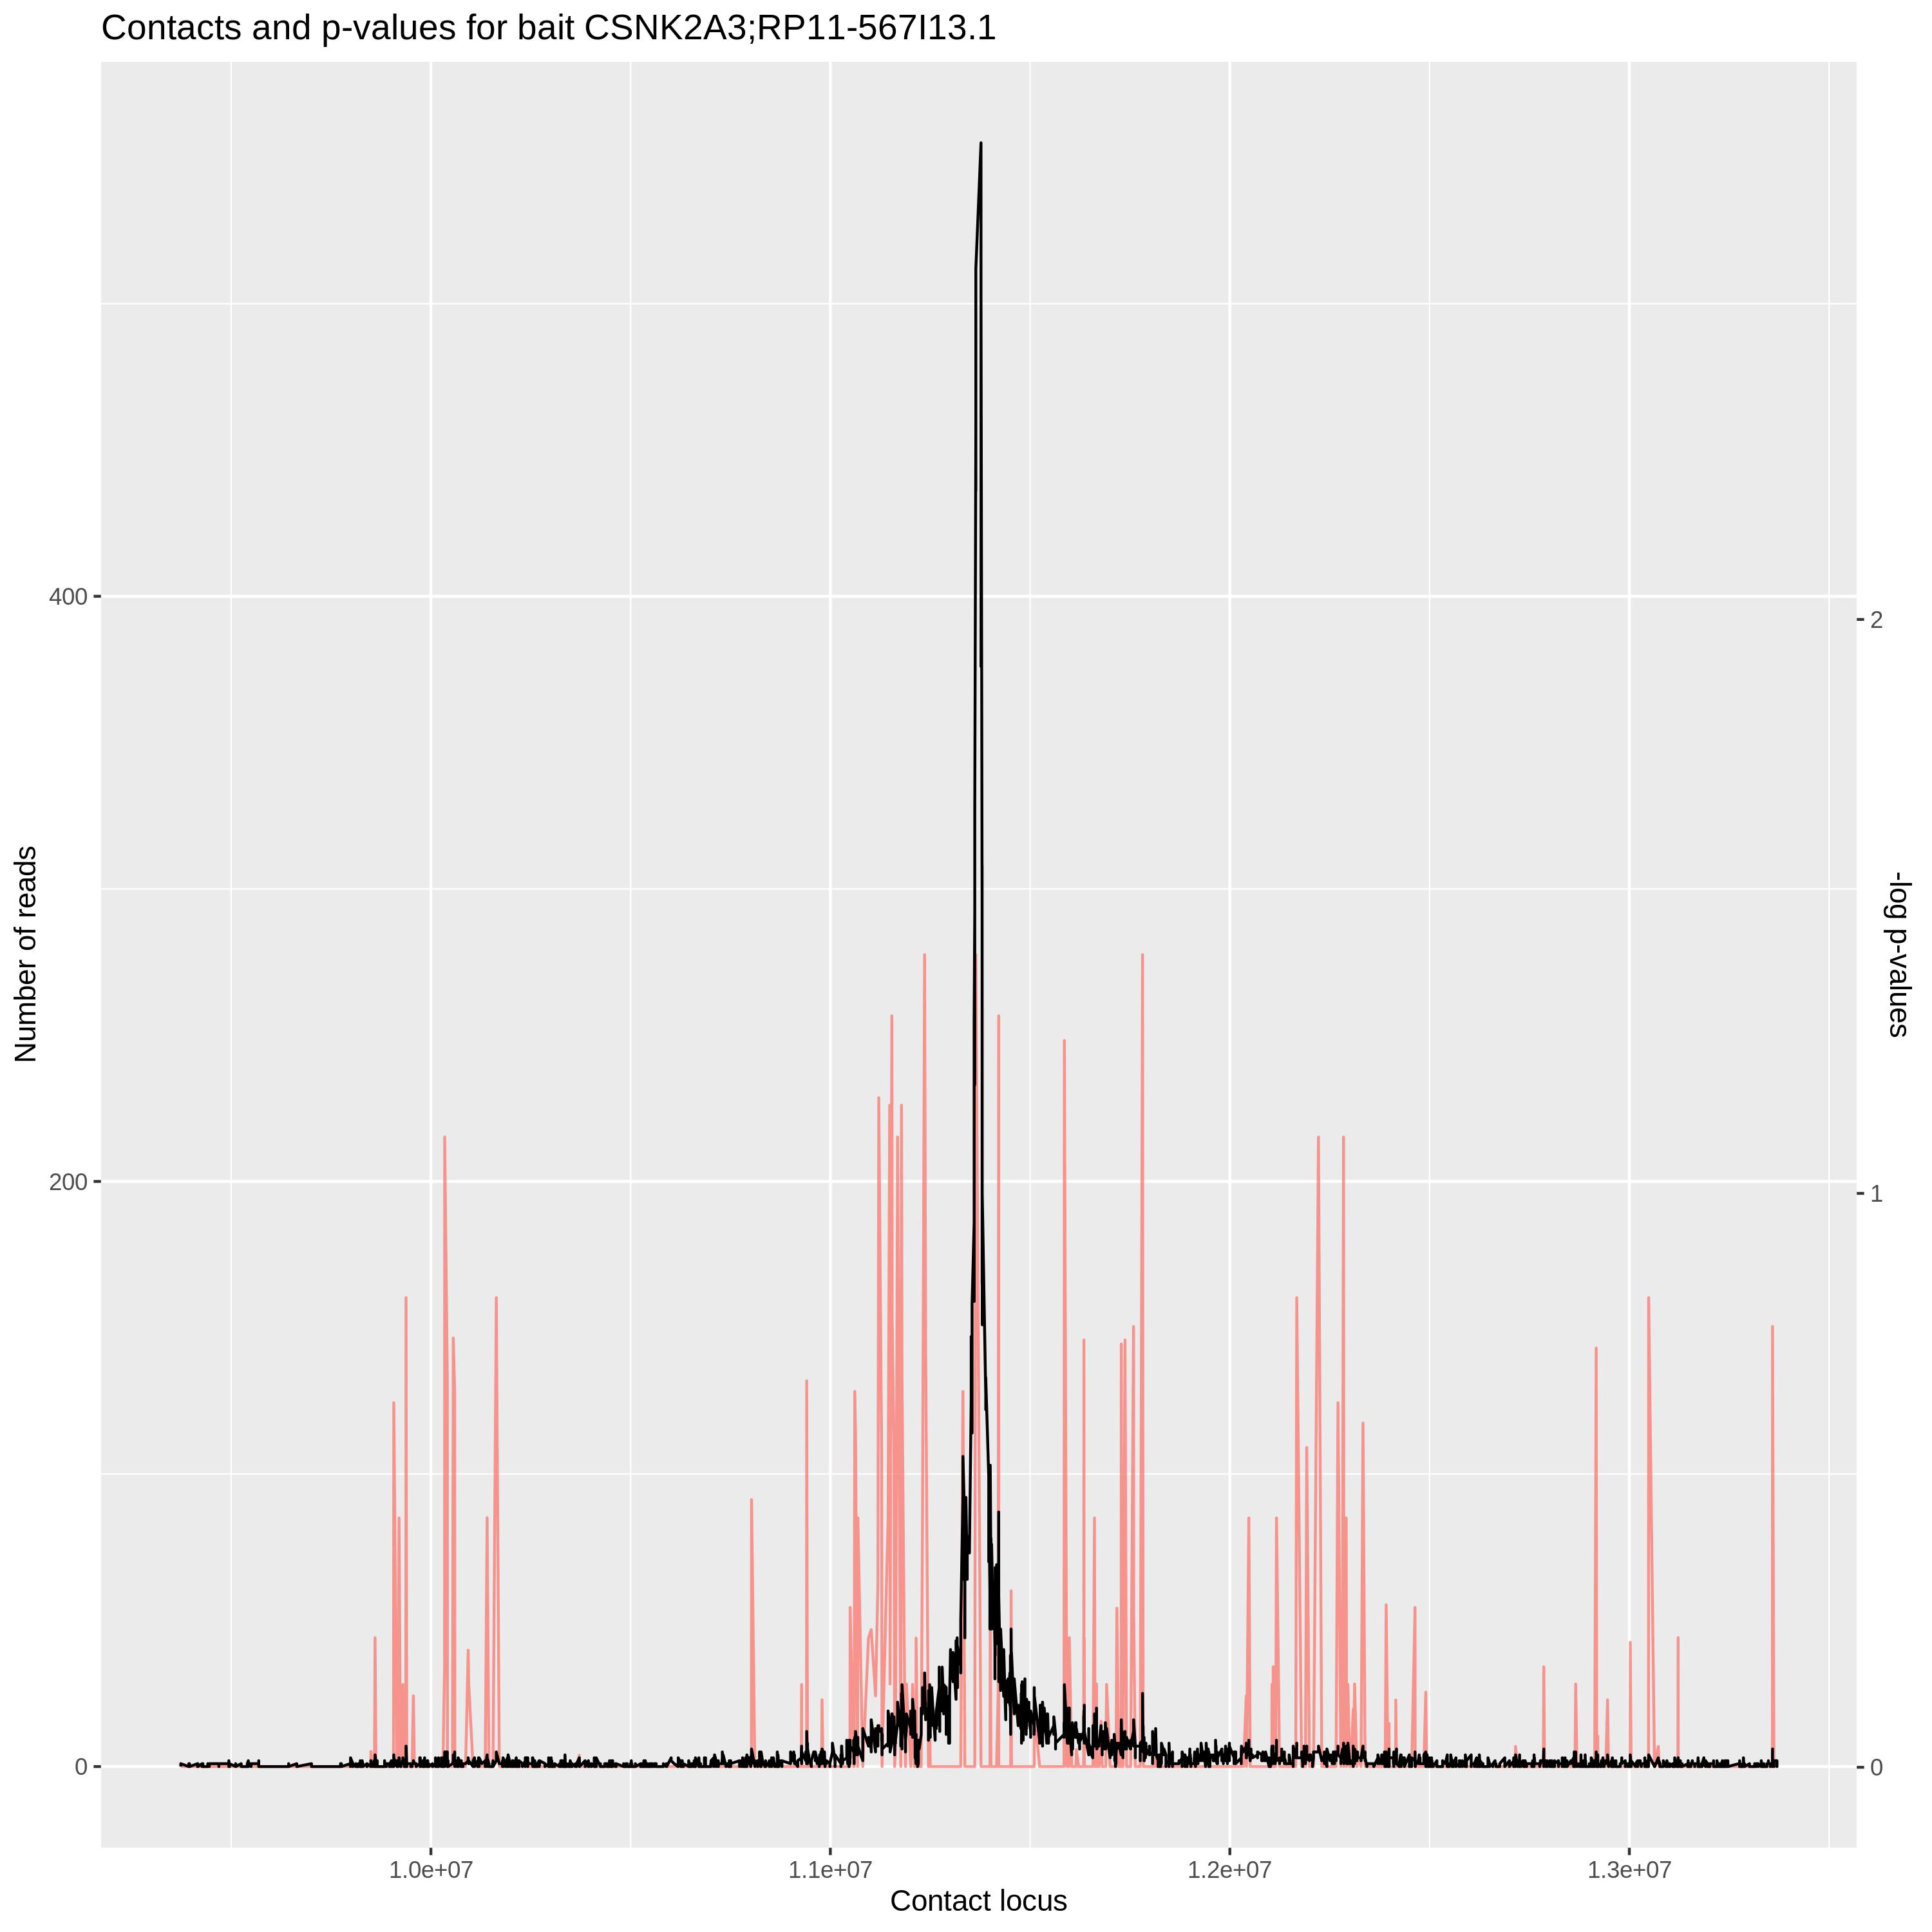 Contacts and p-values for bait CSNK2A3;RP11-567I13.1
Number of reads
400
200
0
2
1
0
-log p-values
1.0e+07 1.1e+07 1.2e+07 1.3e+07
Contact locus